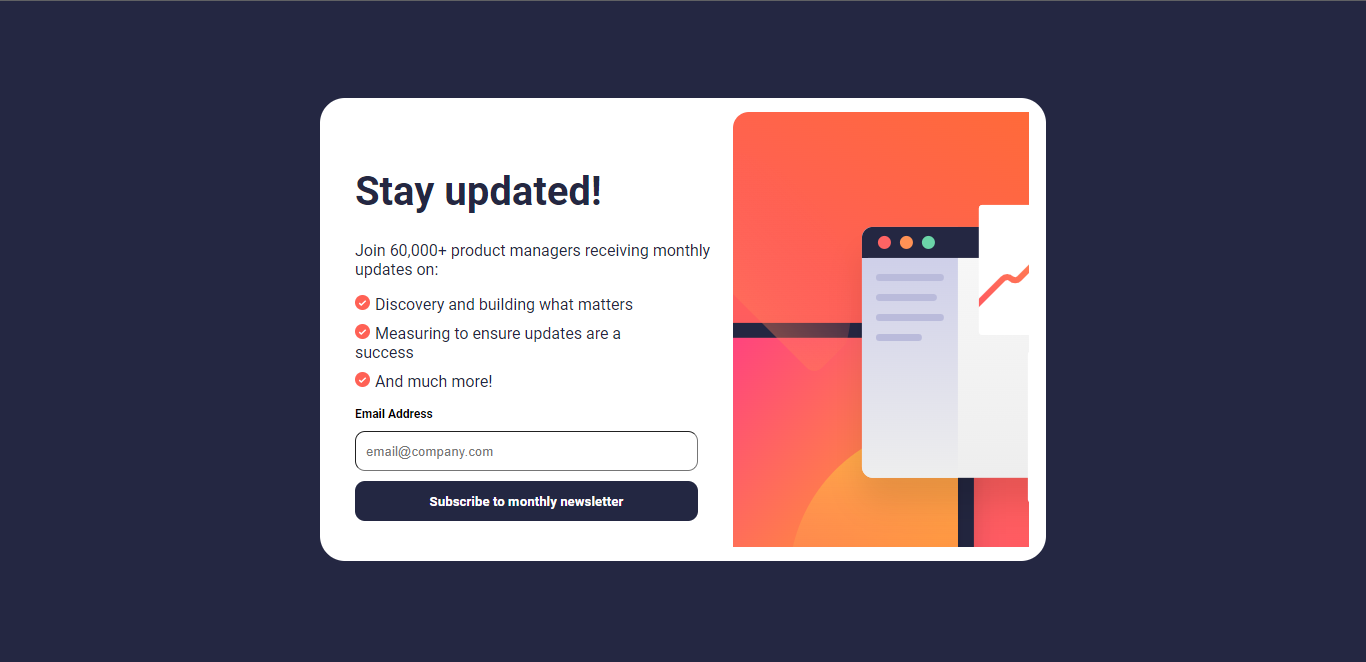 Stay updated!
Join 60,000+ product managers receiving monthly
updates on:
Discovery and building what matters
Measuring to ensure updates are a
success
And much more!
Email Address
email@company.com
Subscribe to monthly newsletter